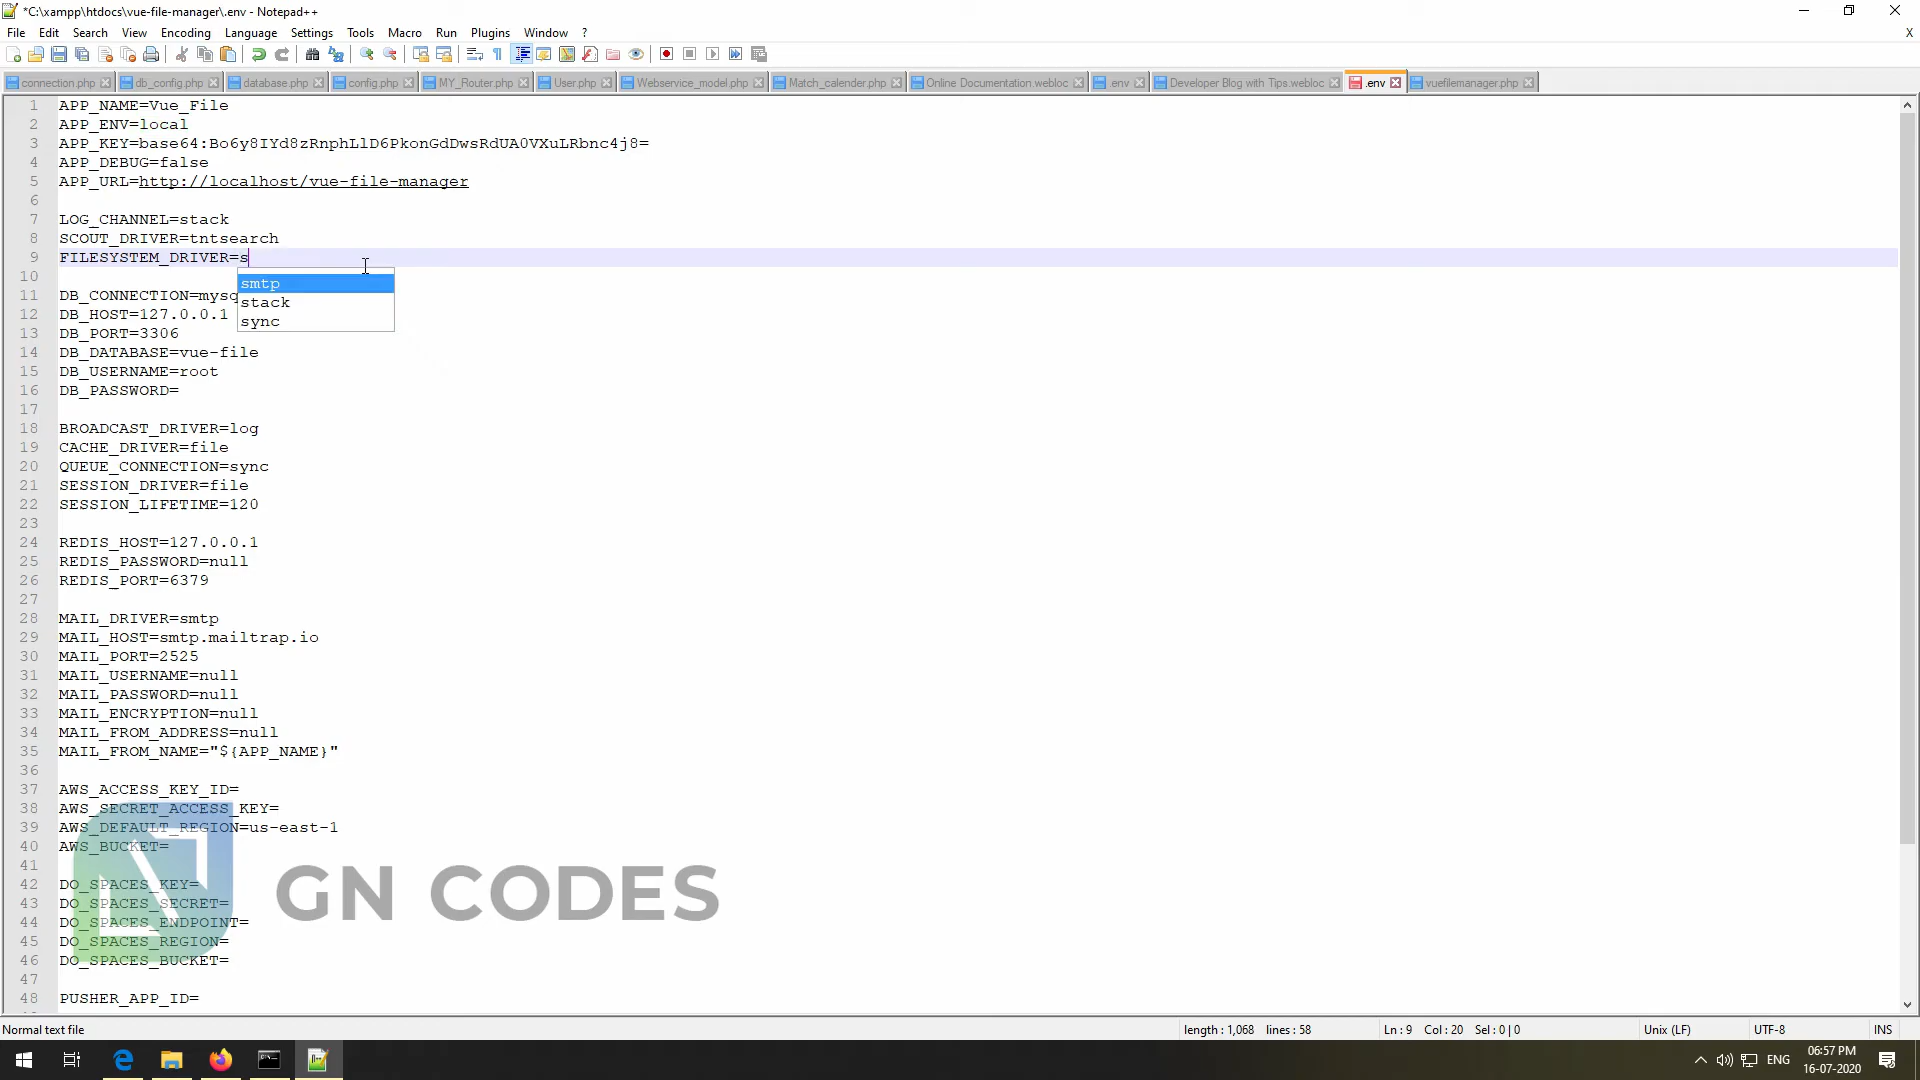 *C:\xampp\htdocs\vue-file-manager\.env - Notepad++
File Edit Search View Encoding Language Settings Tools Macro Run Plugins Window ? X
connection.php db_config.php database.php config.php MY_Router.php User.php Webservice_model.php Match_calender.php Online Documentation.webloc .env Developer Blog with Tips.webloc .env vuefilemanager.php
1 APP_NAME=Vue_File
2 APP_ENV=local
3 APP_KEY=base64:Bo6y8IYd8zRnphLlD6PkonGdDwsRdUA0VXuLRbnc4j8=
4 APP_DEBUG=false
5 APP_URL=http://localhost/vue-file-manager
6
7 LOG_CHANNEL=stack
8 SCOUT_DRIVER=tntsearch
9 FILESYSTEM_DRIVER=s
10
smtp
stack
sync
11 DB_CONNECTION=mysq
12 DB_HOST=127.0.0.1
13 DB_PORT=3306
14 DB_DATABASE=vue-file
15 DB_USERNAME=root
16 DB_PASSWORD=
17
18 BROADCAST_DRIVER=log
19 CACHE_DRIVER=file
20 QUEUE_CONNECTION=sync
21 SESSION_DRIVER=file
22 SESSION_LIFETIME=120
23
24 REDIS_HOST=127.0.0.1
25 REDIS_PASSWORD=null
26 REDIS_PORT=6379
27
28 MAIL_DRIVER=smtp
29 MAIL_HOST=smtp.mailtrap.io
30 MAIL_PORT=2525
31 MAIL_USERNAME=null
32 MAIL_PASSWORD=null
33 MAIL_ENCRYPTION=null
34 MAIL_FROM_ADDRESS=null
35 MAIL_FROM_NAME="${APP_NAME}"
36
37 AWS_ACCESS_KEY_ID=
38 AWS_SECRET_ACCESS_KEY=
39 AWS_DEFAULT_REGION=us-east-1
40 AWS_BUCKET=
41
42 DO_SPACES_KEY=
43 DO_SPACES_SECRET=
44 DO_SPACES_ENDPOINT=
45 DO_SPACES_REGION=
46 DO_SPACES_BUCKET=
47
48 PUSHER_APP_ID=
GN CODES
Normal text file length : 1,068 lines : 58 Ln : 9 Col : 20 Sel : 0 | 0 Unix (LF) UTF-8 INS
ENG 06:57 PM
16-07-2020